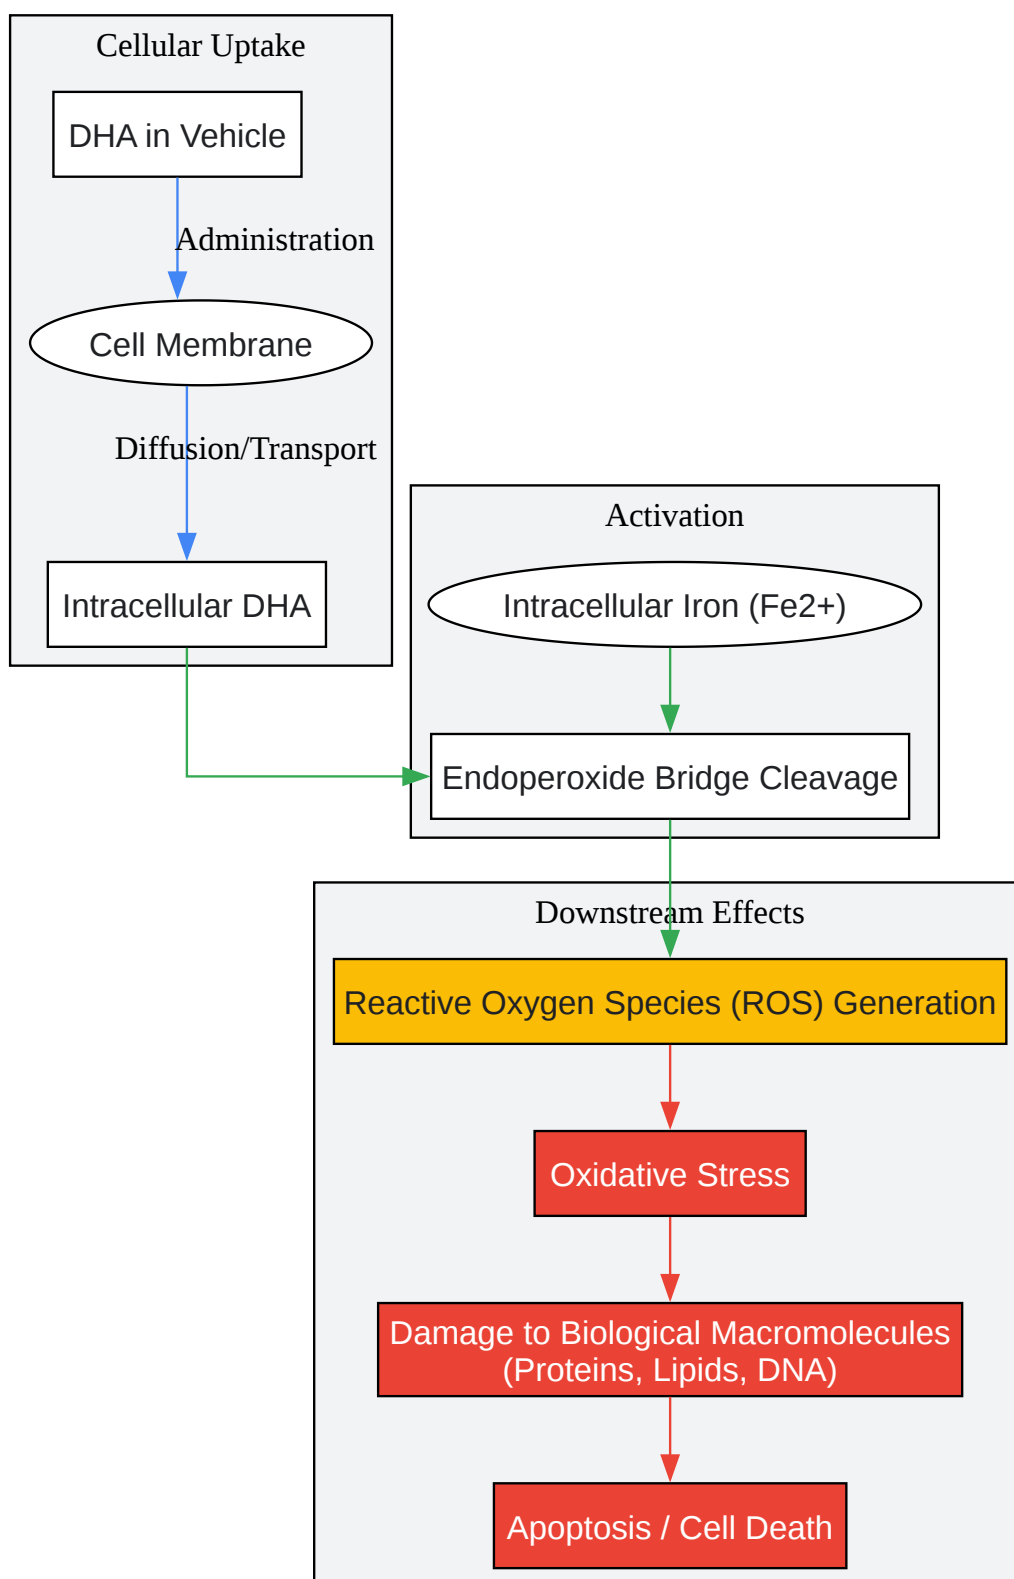 Cellular Uptake
DHA in Vehicle
Administration
Cell Membrane
Diffusion/Transport
Intracellular DHA
Activation
Intracellular Iron (Fe2+)
Endoperoxide Bridge Cleavage
Downstream Effects
Reactive Oxygen Species (ROS) Generation
Oxidative Stress
Damage to Biological Macromolecules
(Proteins, Lipids, DNA)
Apoptosis / Cell Death